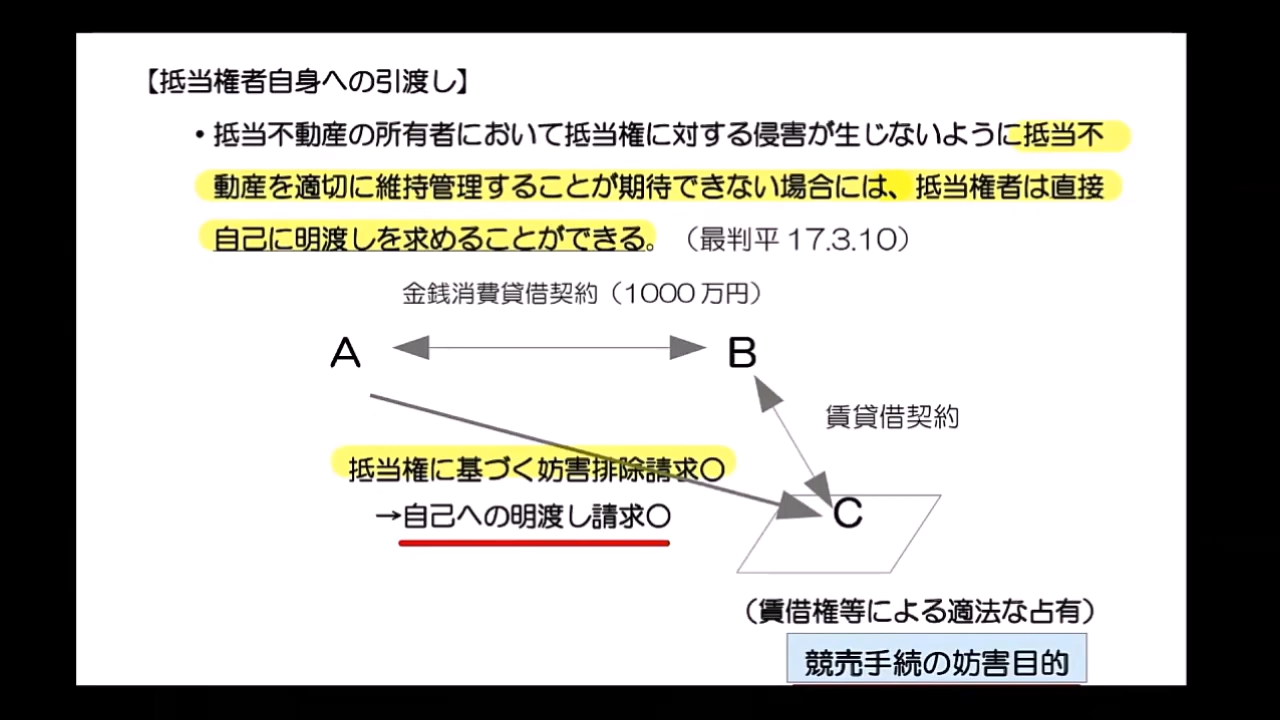 【抵当権者自身への引渡し】
・抵当不動産の所有者において抵当権に対する侵害が生じないように抵当不
動産を適切に維持管理することが期待できない場合には、抵当権者は直接
自己に明渡しを求めることができる。（最判平17.3.10）
金銭消費貸借契約（1000万円）
A
B
賃貸借契約
抵当権に基づく妨害排除請求〇
→自己への明渡し請求〇
C
（賃借権等による適法な占有）
競売手続の妨害目的